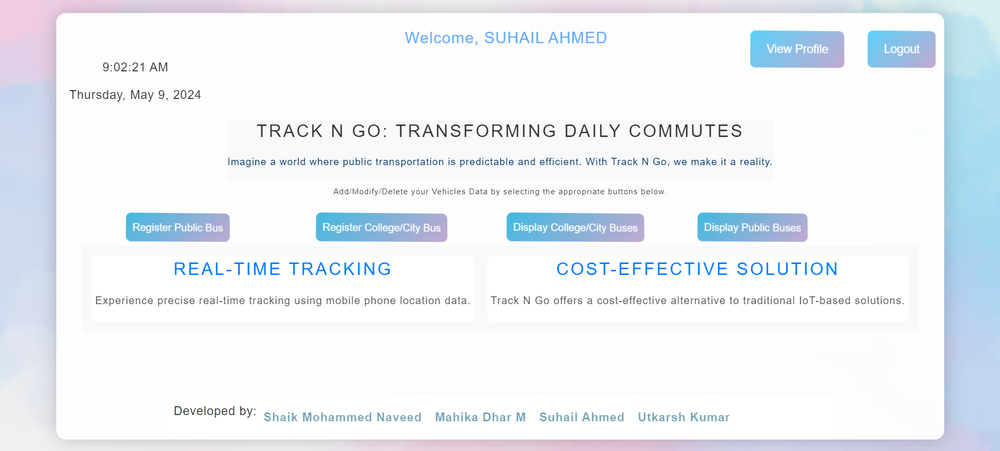 Welcome, SUHAIL AHMED
View Profile
Logout
9:02:21 AM
Thursday, May 9, 2024
TRACK N GO: TRANSFORMING DAILY COMMUTES
Imagine a world where public transportation is predictable and efficient. With Track N Go, we make it a reality.
Add/Modify/Delete your Vehicles Data by selecting the appropriate buttons below.
Register Public Bus
Register College/City Bus
Display College/City Buses
Display Public Buses
REAL-TIME TRACKING
Experience precise real-time tracking using mobile phone location data.
COST-EFFECTIVE SOLUTION
Track N Go offers a cost-effective alternative to traditional IoT-based solutions.
Developed by: Shaik Mohammed Naveed Mahika Dhar M Suhail Ahmed Utkarsh Kumar